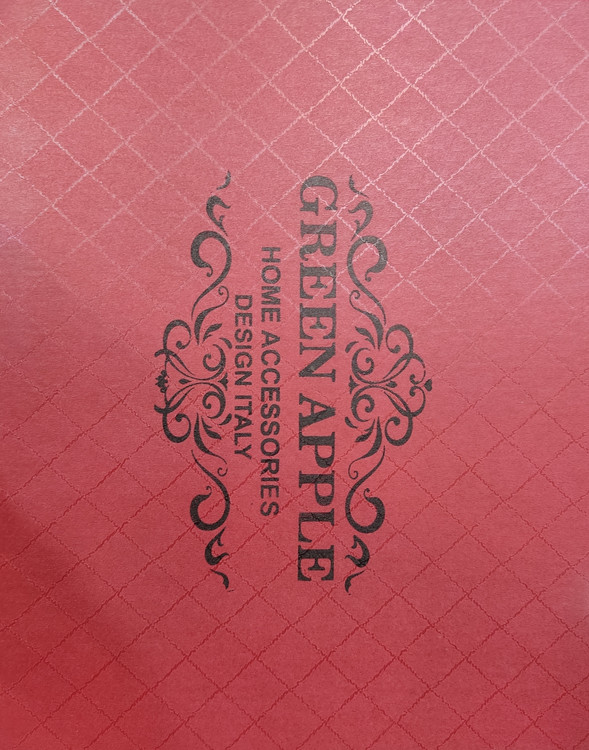 GREEN APPLE
HOME ACCESSORIES
DESIGN ITALY